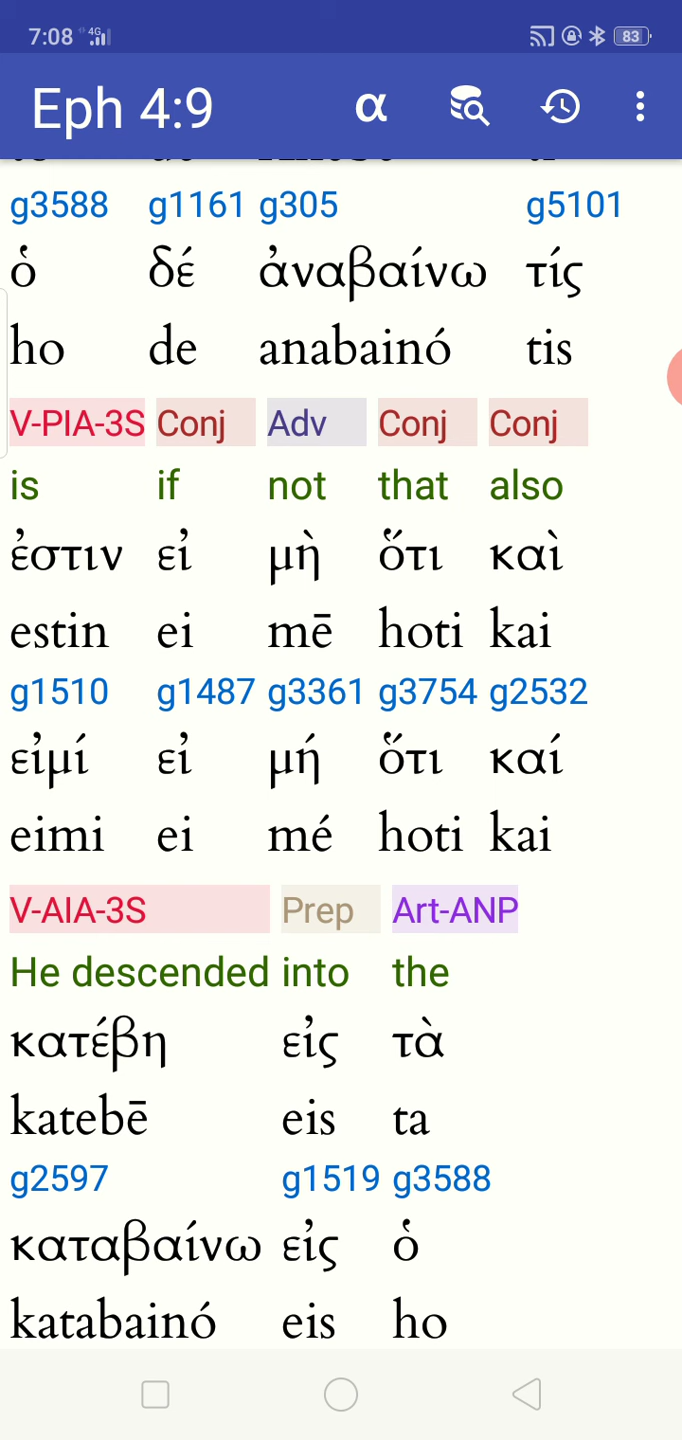 7:08 4G 83
Eph 4:9 α
g3588 g1161 g305 g5101
ὁ δέ ἀναβαίνω τίς
ho de anabainó tis
V-PIA-3S Conj Adv Conj Conj
is if not that also
ἐστιν εἰ μὴ ὅτι καὶ
estin ei mē hoti kai
g1510 g1487 g3361 g3754 g2532
εἰμί εἰ μή ὅτι καί
eimi ei mé hoti kai
V-AIA-3S Prep Art-ANP
He descended into the
κατέβη εἰς τὰ
katebē eis ta
g2597 g1519 g3588
καταβαίνω εἰς ὁ
katabainó eis ho